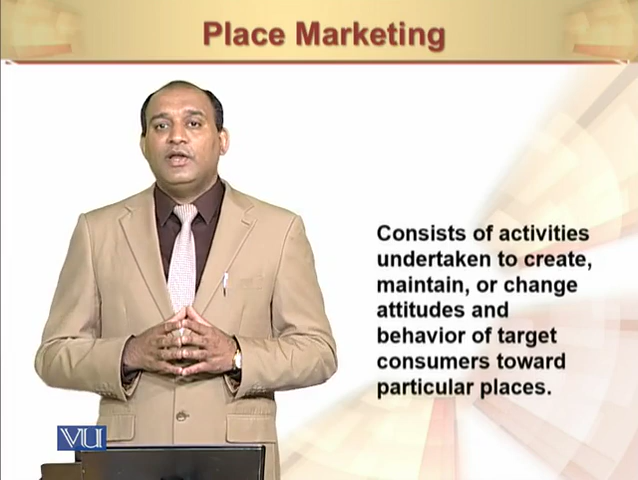 Place Marketing
Consists of activities
undertaken to create,
maintain, or change
attitudes and
behavior of target
consumers toward
particular places.
VU